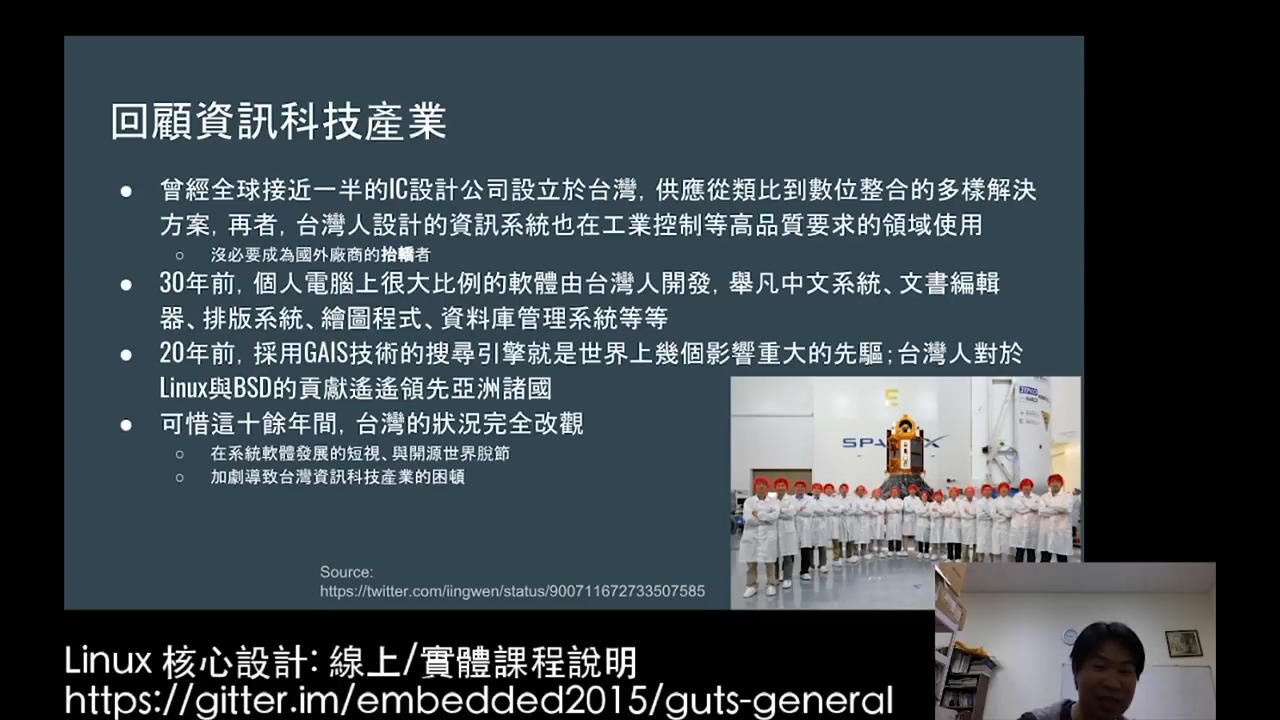 回顧資訊科技產業
● 曾經全球接近一半的IC設計公司設立於台灣, 供應從類比到數位整合的多樣解決
方案, 再者, 台灣人設計的資訊系統也在工業控制等高品質要求的領域使用
○ 沒必要成為國外廠商的抬轎者
● 30年前, 個人電腦上很大比例的軟體由台灣人開發, 舉凡中文系統、文書編輯
器、排版系統、繪圖程式、資料庫管理系統等等
● 20年前, 採用GAIS技術的搜尋引擎就是世界上幾個影響重大的先驅;台灣人對於
Linux與BSD的貢獻遙遙領先亞洲諸國
● 可惜這十餘年間, 台灣的狀況完全改觀
○ 在系統軟體發展的短視、與開源世界脫節
○ 加劇導致台灣資訊科技產業的困頓
SPACEX
Source:
https://twitter.com/iingwen/status/900711672733507585
Linux 核心設計: 線上/實體課程說明
https://gitter.im/embedded2015/guts-general